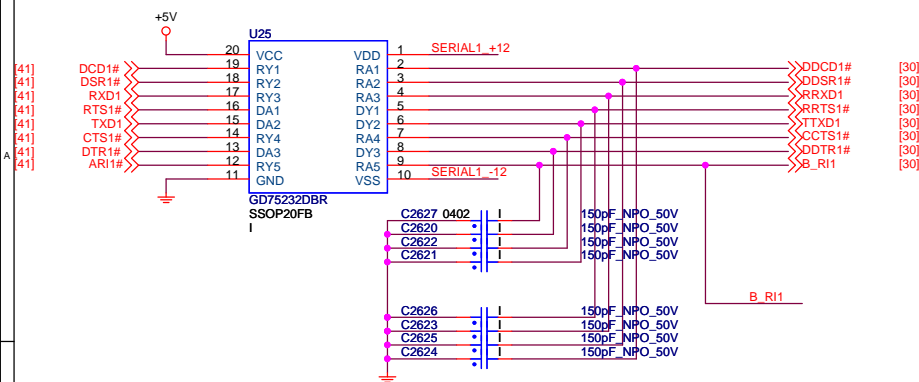 +5V
U25
20 VCC VDD 1 SERIAL1_+12
[41] DCD1# 19 RY1 RA1 2 DDCD1# [30]
[41] DSR1# 18 RY2 RA2 3 DDSR1# [30]
[41] RXD1 17 RY3 RA3 4 RRXD1 [30]
[41] RTS1# 16 DA1 DY1 5 RRTS1# [30]
[41] TXD1 15 DA2 DY2 6 TTXD1 [30]
[41] CTS1# 14 RY4 RA4 7 CCTS1# [30]
[41] DTR1# 13 DA3 DY3 8 DDTR1# [30]
A [41] ARI1# 12 RY5 RA5 9 B_RI1 [30]
11 GND VSS 10 SERIAL1_-12
GD75232DBR
SSOP20FB
I
C2627 0402 I 150pF_NPO_50V
C2620 I 150pF_NPO_50V
C2622 I 150pF_NPO_50V
C2621 I 150pF_NPO_50V
B_RI1
C2626 I 150pF_NPO_50V
C2623 I 150pF_NPO_50V
C2625 I 150pF_NPO_50V
C2624 I 150pF_NPO_50V